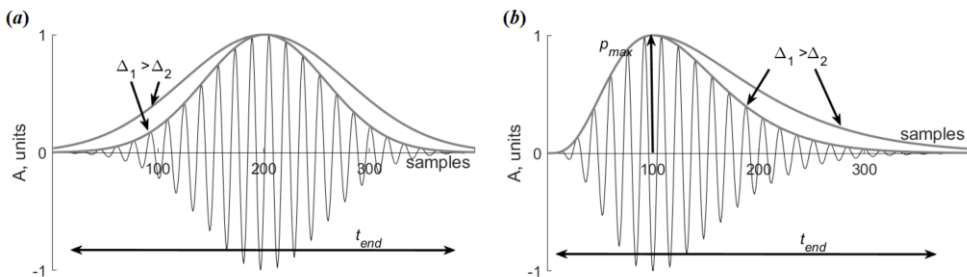 (a)
1
Δ₁ > Δ₂
A, units
0
samples
100
200
300
t_end
-1
(b)
1
p_max
Δ₁ > Δ₂
A, units
samples
0
100
200
300
t_end
-1